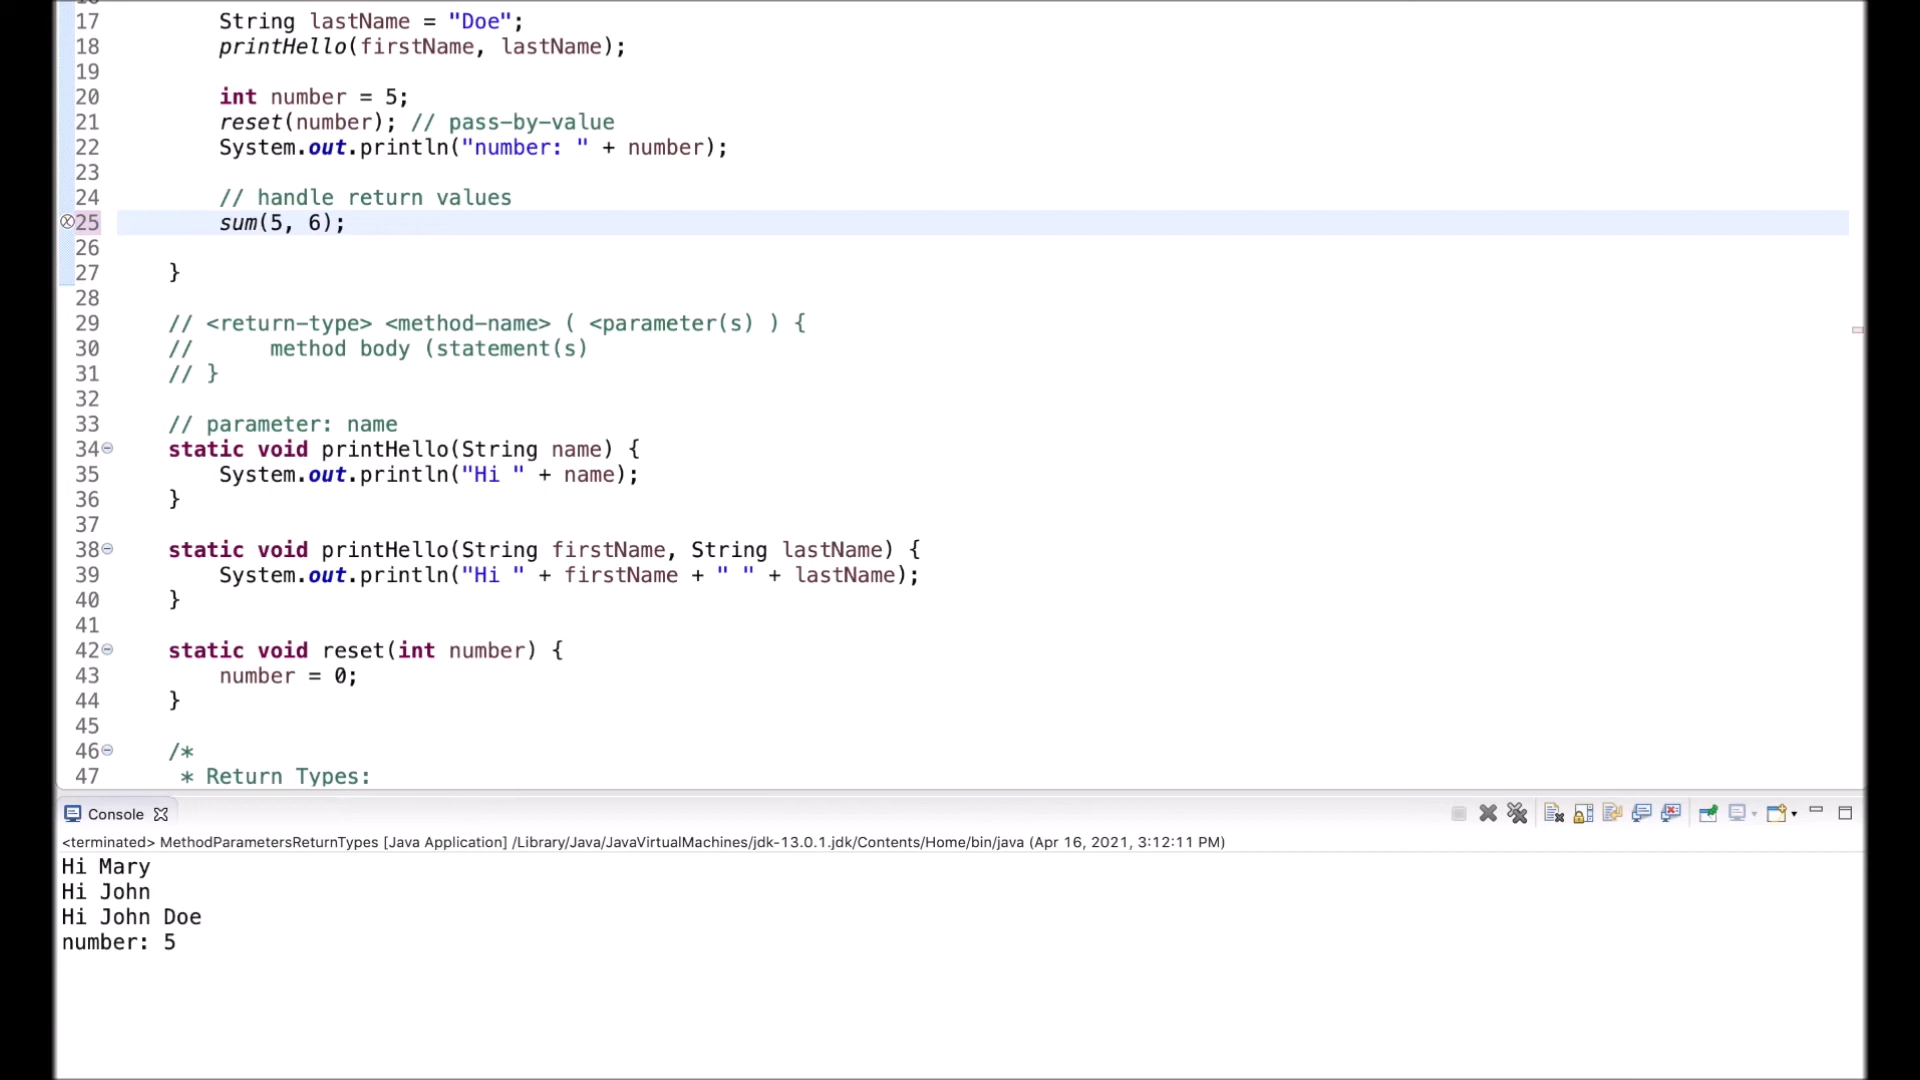 17 String lastName = "Doe";
18 printHello(firstName, lastName);
19
20 int number = 5;
21 reset(number); // pass-by-value
22 System.out.println("number: " + number);
23
24 // handle return values
25 sum(5, 6);
26
27 }
28
29 // <return-type> <method-name> ( <parameter(s) ) {
30 // method body (statement(s)
31 // }
32
33 // parameter: name
34 static void printHello(String name) {
35 System.out.println("Hi " + name);
36 }
37
38 static void printHello(String firstName, String lastName) {
39 System.out.println("Hi " + firstName + " " + lastName);
40 }
41
42 static void reset(int number) {
43 number = 0;
44 }
45
46 /*
47 * Return Types:
Console
<terminated> MethodParametersReturnTypes [Java Application] /Library/Java/JavaVirtualMachines/jdk-13.0.1.jdk/Contents/Home/bin/java (Apr 16, 2021, 3:12:11 PM)
Hi Mary
Hi John
Hi John Doe
number: 5